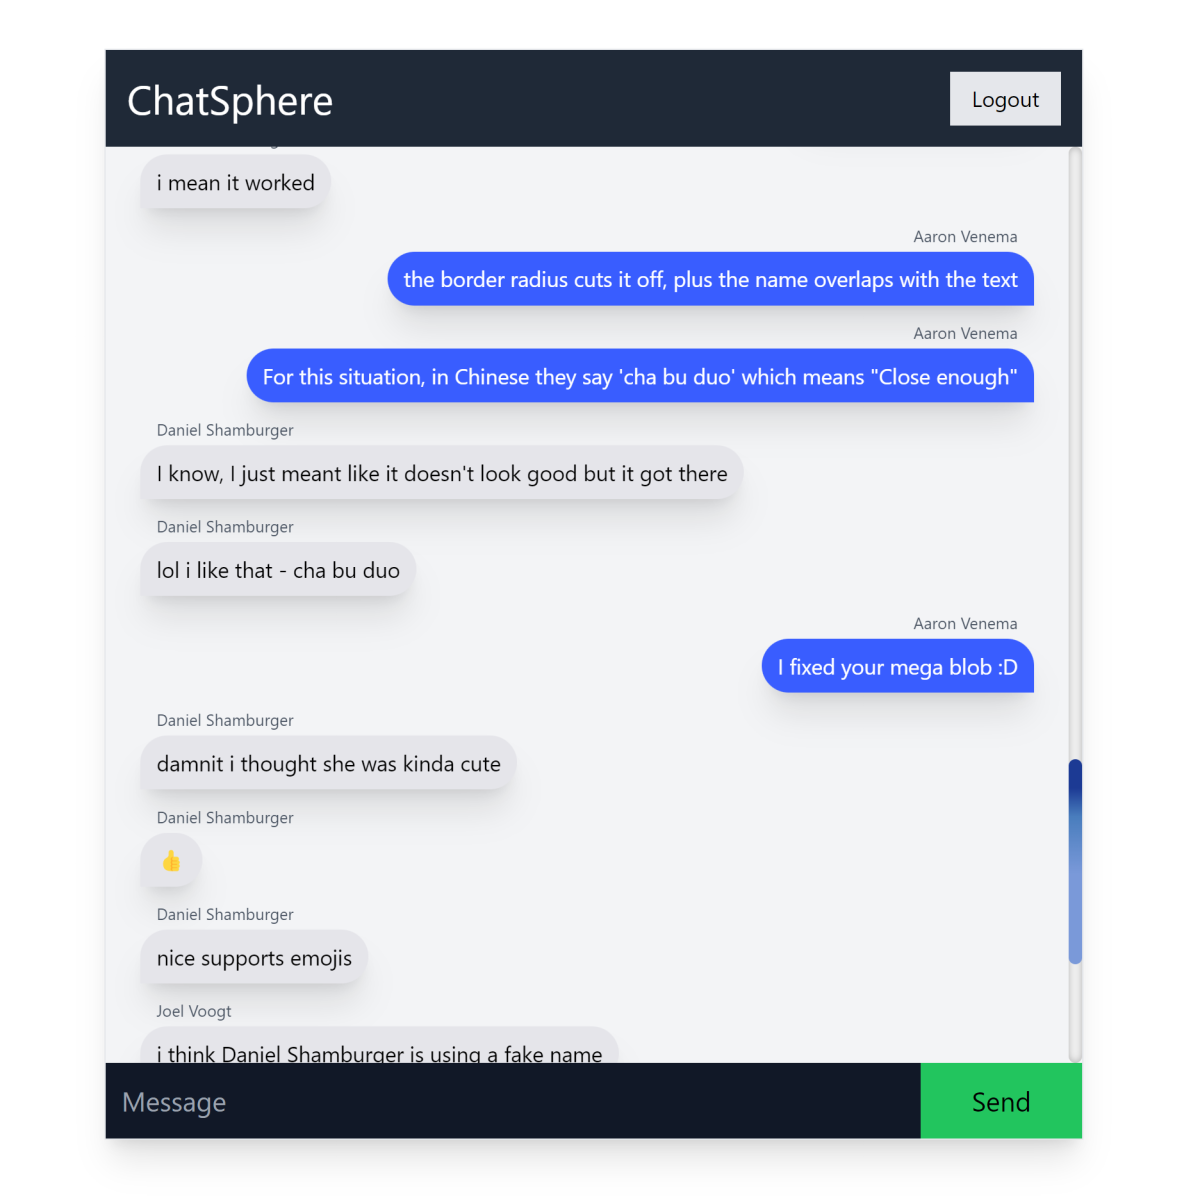 ChatSphere
Logout
i mean it worked
Aaron Venema
the border radius cuts it off, plus the name overlaps with the text
Aaron Venema
For this situation, in Chinese they say 'cha bu duo' which means "Close enough"
Daniel Shamburger
I know, I just meant like it doesn't look good but it got there
Daniel Shamburger
lol i like that - cha bu duo
Aaron Venema
I fixed your mega blob :D
Daniel Shamburger
damnit i thought she was kinda cute
Daniel Shamburger
👍
Daniel Shamburger
nice supports emojis
Joel Voogt
i think Daniel Shamburger is using a fake name
Message
Send